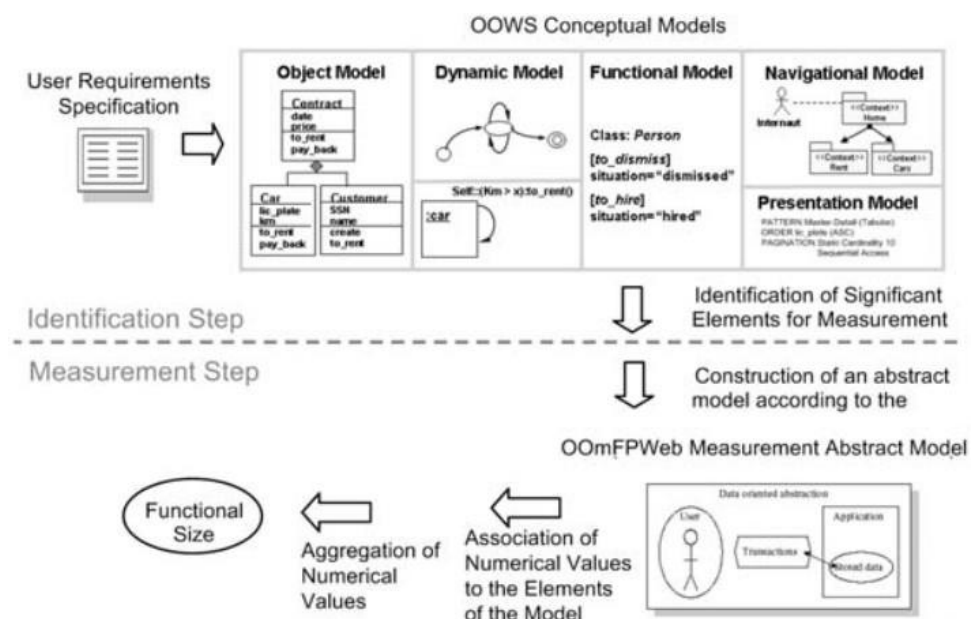 OOWS Conceptual Models
User Requirements
Specification
Object Model
Contract
date
price
to_rent
pay_back
Car
lic_plate
km
to_rent
pay_back
Customer
SSN
name
create
to_rent
Dynamic Model
Self::(Km > x):to_rent()
:car
Functional Model
Class: Person
[to_dismiss]
situation="dismissed"
[to_hire]
situation="hired"
Navigational Model
Internaut
<<Context>>
Home
<<Context>>
Rent
<<Context>>
Cars
Presentation Model
PATTERN Master-Detail (Tabular)
ORDER lic_plate (ASC)
PAGINATION Static Cardinality 10
Sequential Access
Identification of Significant
Elements for Measurement
Identification Step
Measurement Step
Construction of an abstract
model according to the
OOmFPWeb Measurement Abstract Model
Data oriented abstraction
User
Transactions
Application
Stored data
Association of
Numerical Values
to the Elements
of the Model
Aggregation of
Numerical
Values
Functional
Size